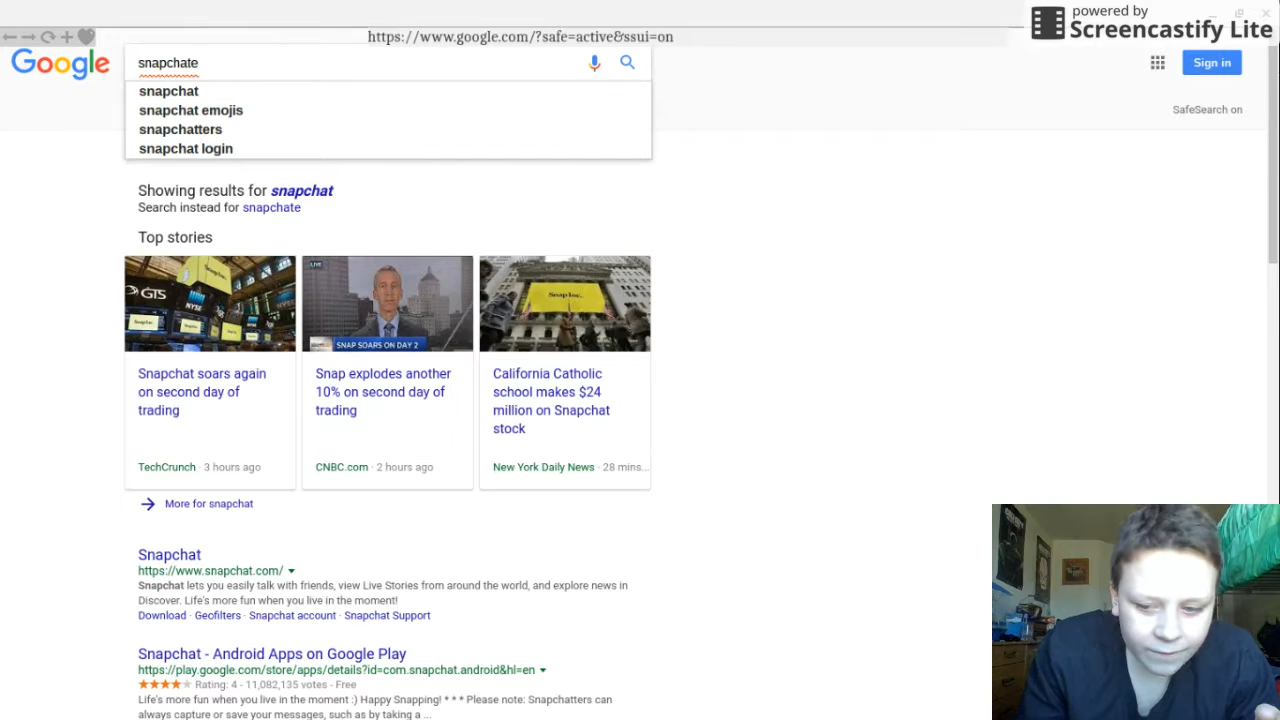 powered by
Screencastify Lite
https://www.google.com/?safe=active&ssui=on
Google
snapchate
Sign in
snapchat
snapchat emojis
snapchatters
snapchat login
SafeSearch on
Showing results for snapchat
Search instead for snapchate
Top stories
GTS
NYSE
LIVE
SNAP SOARS ON DAY 2
Snap Inc.
Snapchat soars again
on second day of
trading
TechCrunch · 3 hours ago
Snap explodes another
10% on second day of
trading
CNBC.com · 2 hours ago
California Catholic
school makes $24
million on Snapchat
stock
New York Daily News · 28 mins...
More for snapchat
Snapchat
https://www.snapchat.com/
Snapchat lets you easily talk with friends, view Live Stories from around the world, and explore news in
Discover. Life's more fun when you live in the moment!
Download · Geofilters · Snapchat account · Snapchat Support
Snapchat - Android Apps on Google Play
https://play.google.com/store/apps/details?id=com.snapchat.android&hl=en
Rating: 4 - 11,082,135 votes - Free
Life's more fun when you live in the moment :) Happy Snapping! * * * Please note: Snapchatters can
always capture or save your messages, such as by taking a ...